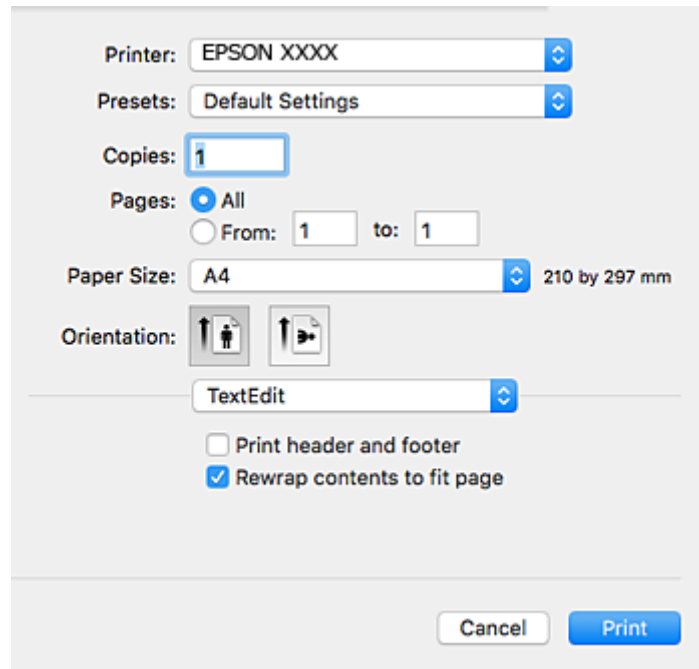 Printer: EPSON XXXX
Presets: Default Settings
Copies: 1
Pages: All
From: 1 to: 1
Paper Size: A4 210 by 297 mm
Orientation:
TextEdit
Print header and footer
Rewrap contents to fit page
Cancel Print